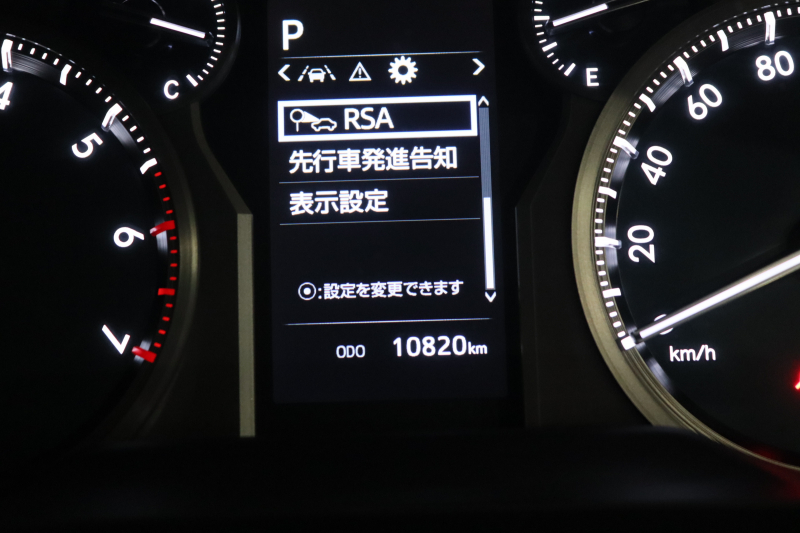 P
RSA
先行車発進告知
表示設定
⦿:設定を変更できます
ODO 10820km
C
4
5
6
7
E
80
60
40
20
0
km/h